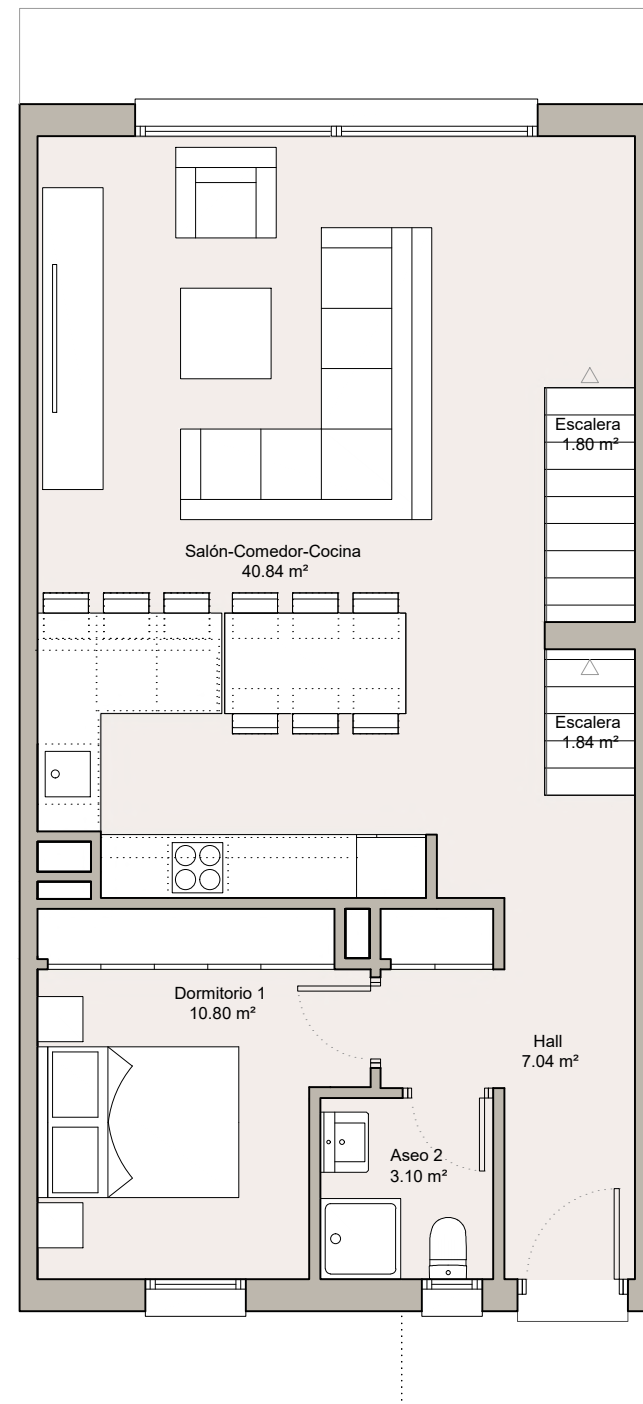 Escalera
1.80 m²
Salón-Comedor-Cocina
40.84 m²
Escalera
1.84 m²
Dormitorio 1
10.80 m²
Hall
7.04 m²
Aseo 2
3.10 m²